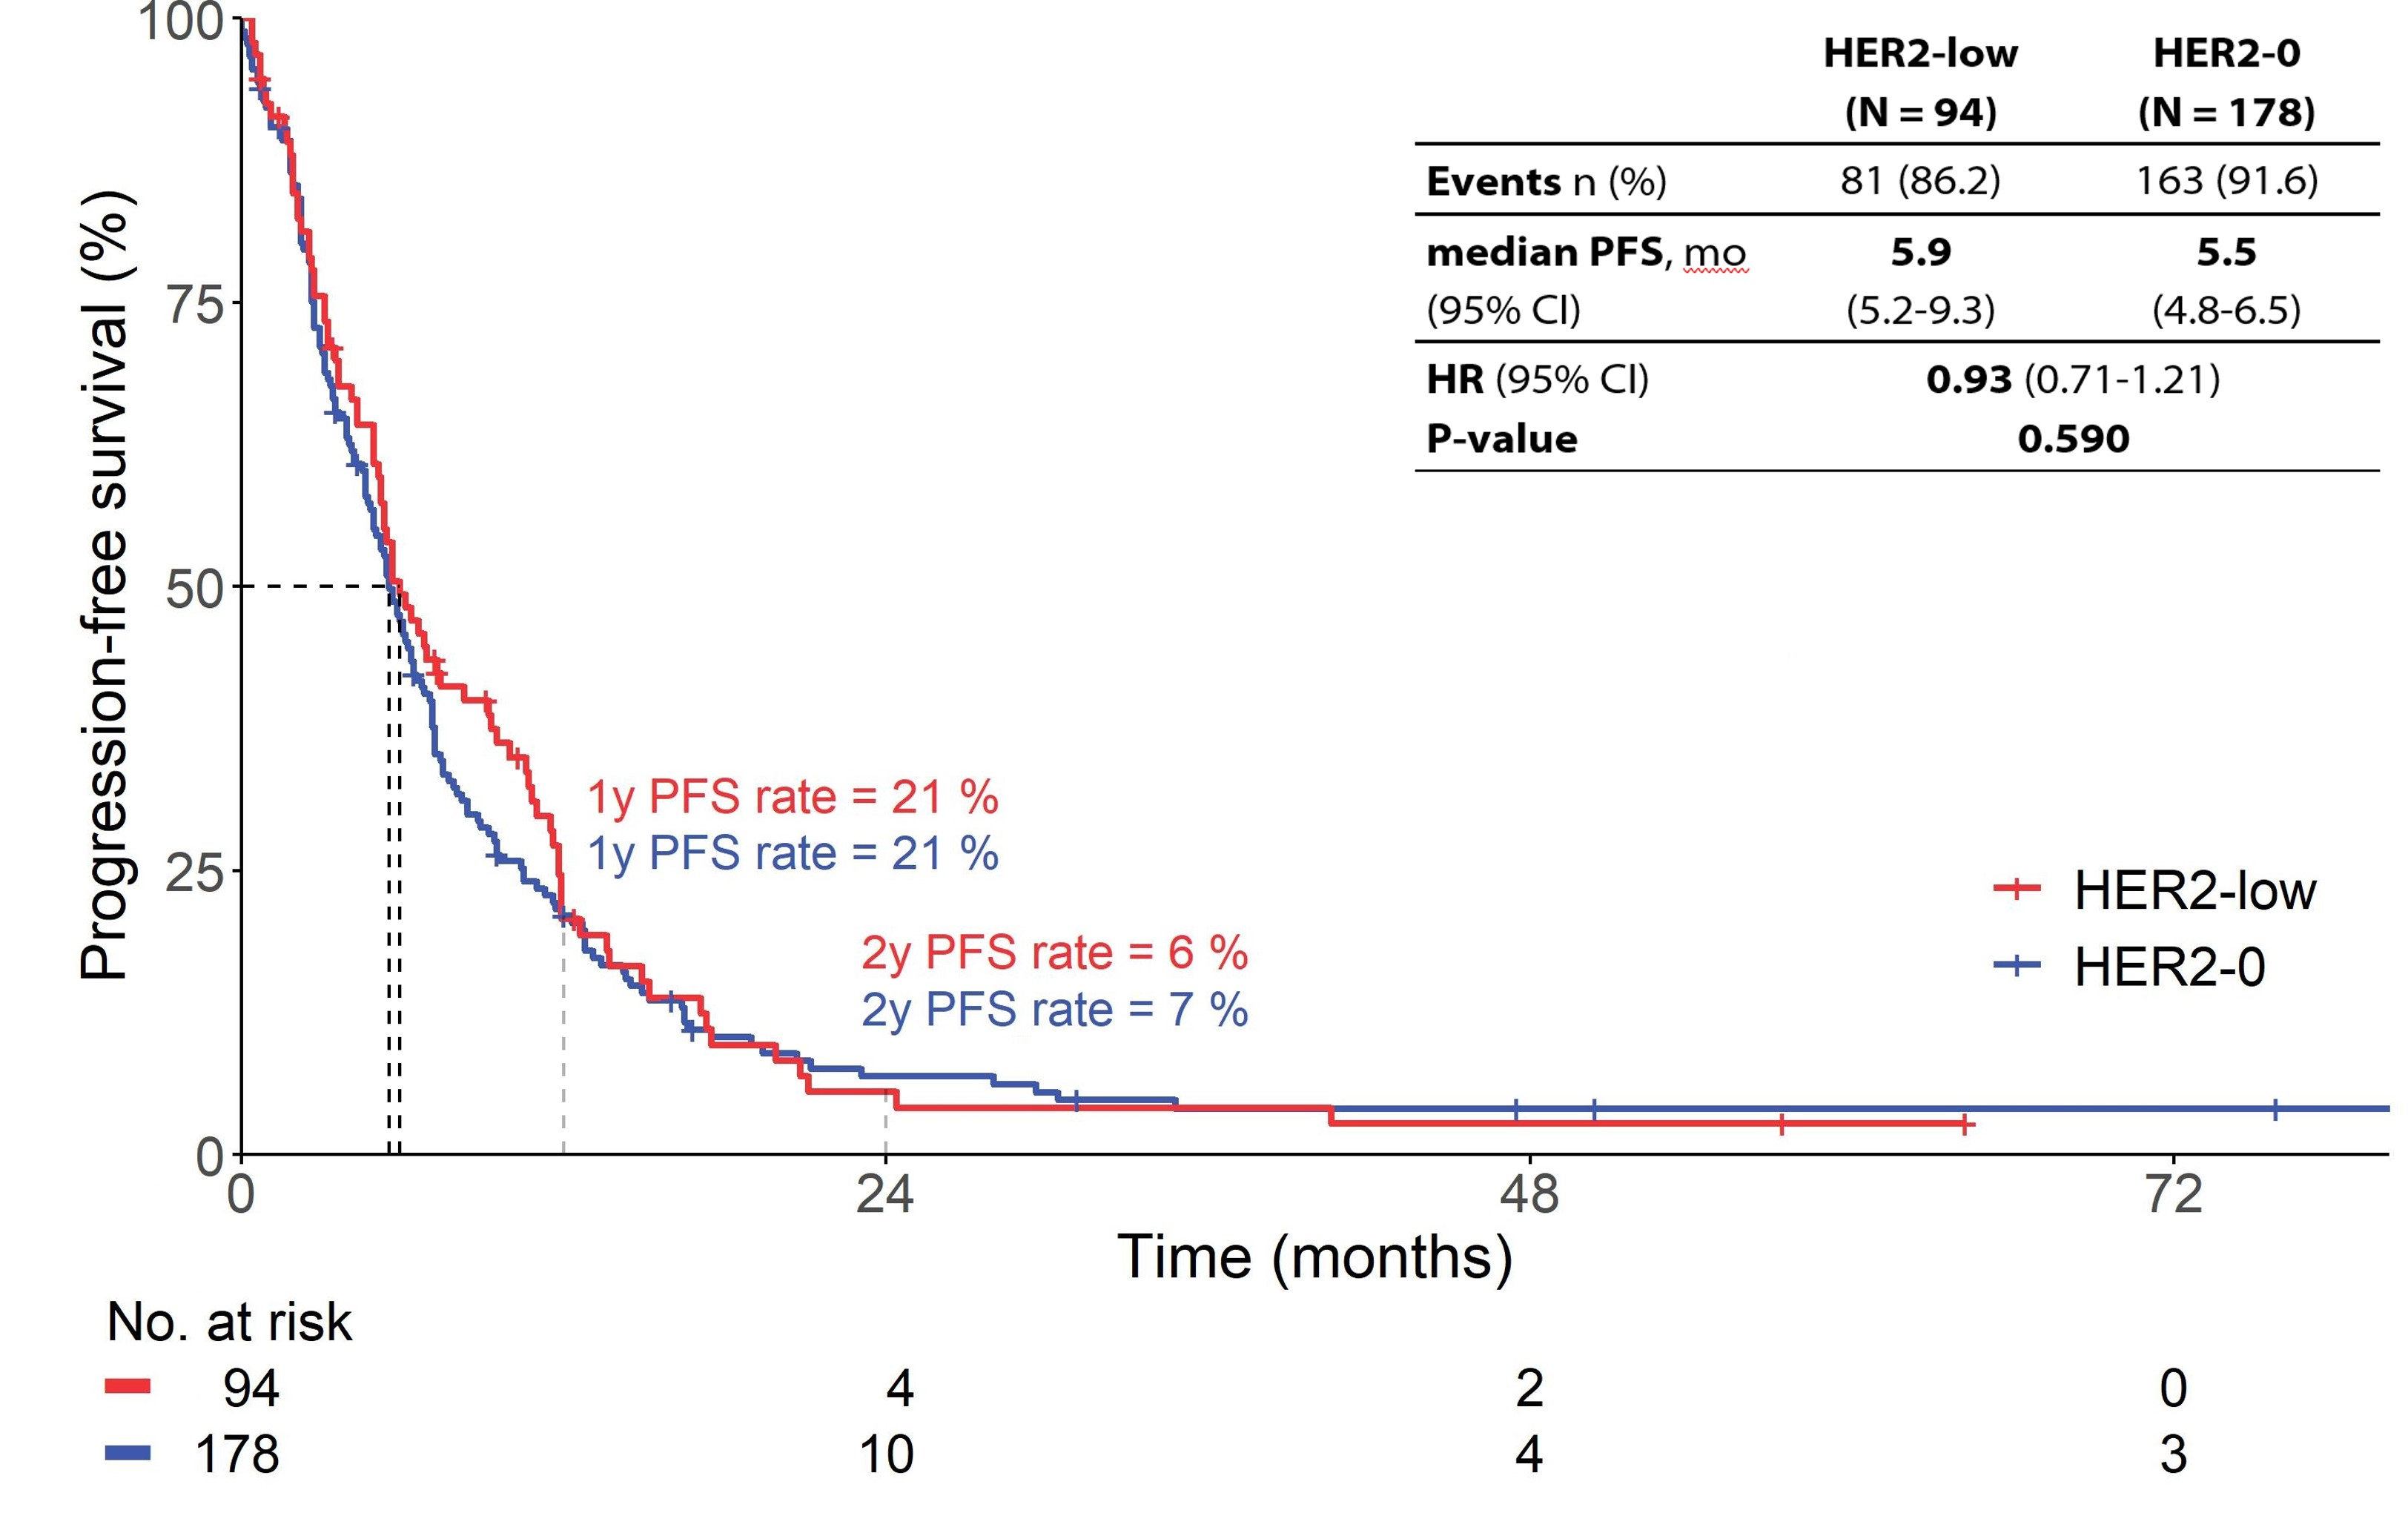 100
75
50
25
0
Progression-free survival (%)
HER2-low HER2-0
(N = 94) (N = 178)
Events n (%) 81 (86.2) 163 (91.6)
median PFS, mo 5.9 5.5
(95% CI) (5.2-9.3) (4.8-6.5)
HR (95% CI) 0.93 (0.71-1.21)
P-value 0.590
1y PFS rate = 21 %
1y PFS rate = 21 %
2y PFS rate = 6 %
2y PFS rate = 7 %
HER2-low
HER2-0
0 24 48 72
Time (months)
No. at risk
94 4 2 0
178 10 4 3